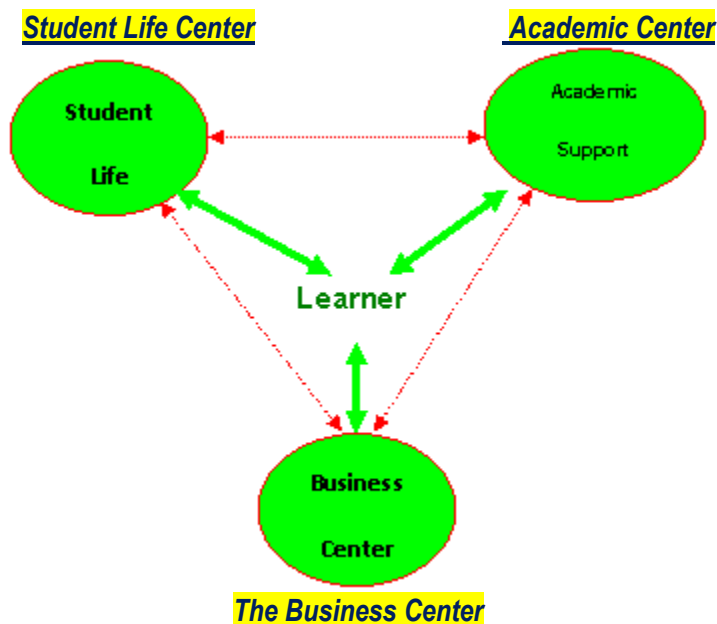 Student Life Center
Academic Center
Student
Life
Academic
Support
Learner
Business
Center
The Business Center